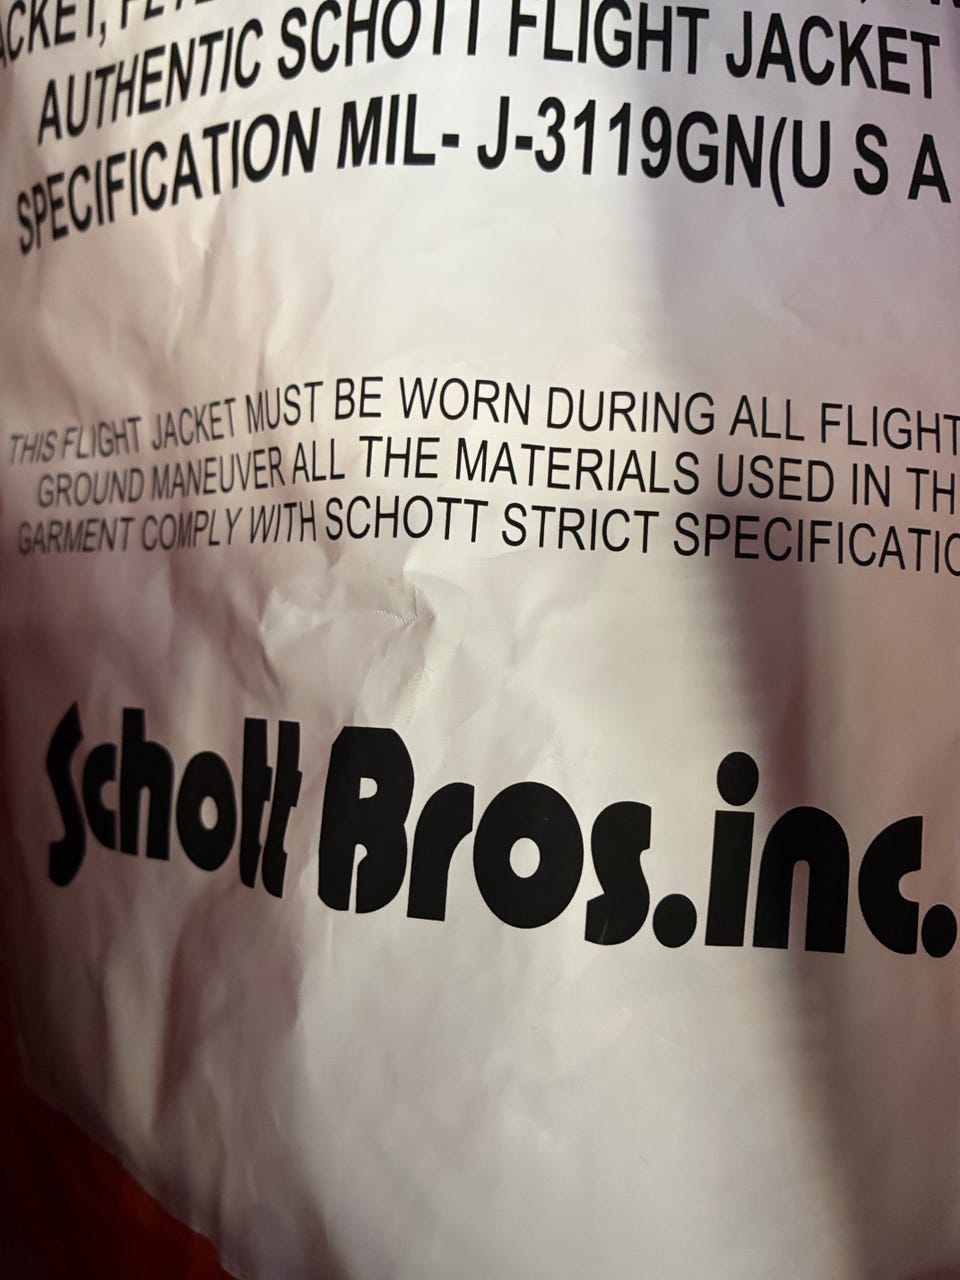 JACKET,
AUTHENTIC SCHOTT FLIGHT JACKET
SPECIFICATION MIL- J-3119GN(U S A
THIS FLIGHT JACKET MUST BE WORN DURING ALL FLIGHT
GROUND MANEUVER ALL THE MATERIALS USED IN TH
GARMENT COMPLY WITH SCHOTT STRICT SPECIFICATIO
Schott Bros.inc.